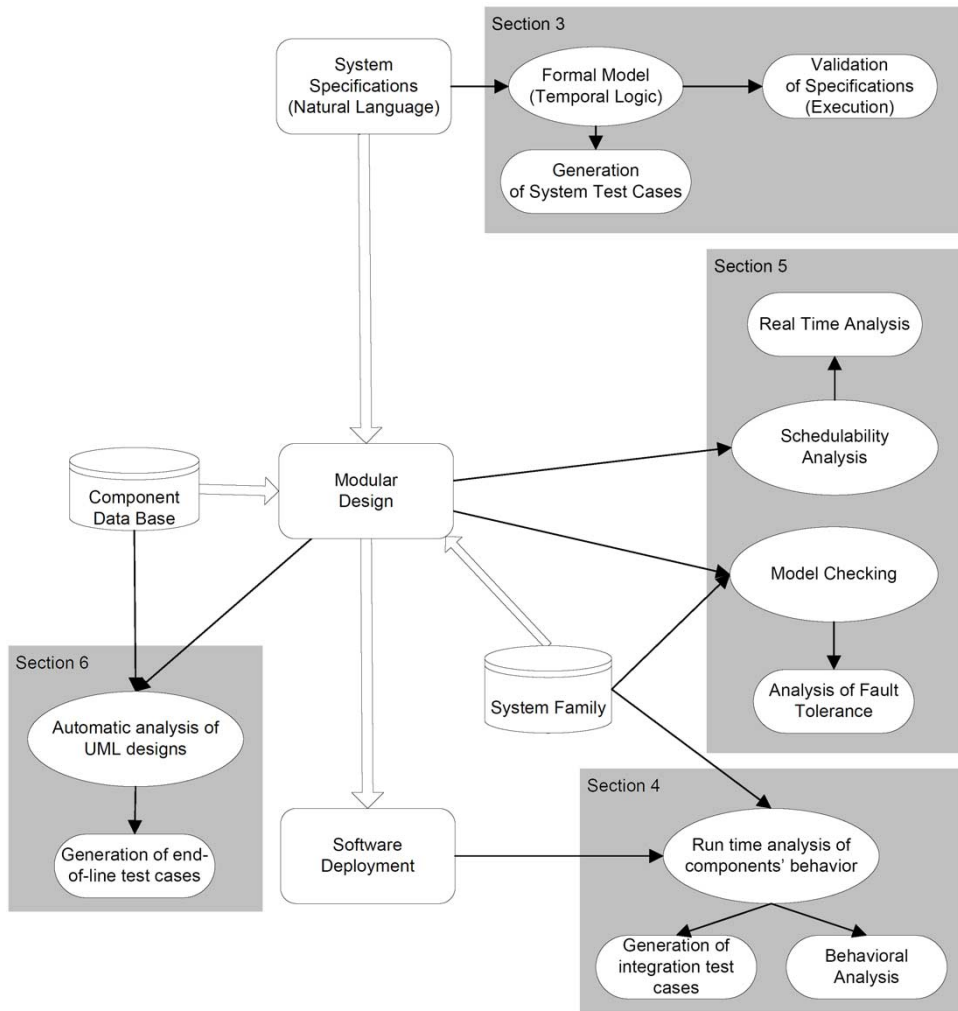 Section 3
System
Specifications
(Natural Language)
Formal Model
(Temporal Logic)
Validation
of Specifications
(Execution)
Generation
of System Test Cases
Section 5
Real Time Analysis
Schedulability
Analysis
Component
Data Base
Modular
Design
Model Checking
Section 6
System Family
Analysis of Fault
Tolerance
Automatic analysis of
UML designs
Section 4
Generation of end-
of-line test cases
Software
Deployment
Run time analysis of
components’ behavior
Generation of
integration test
cases
Behavioral
Analysis